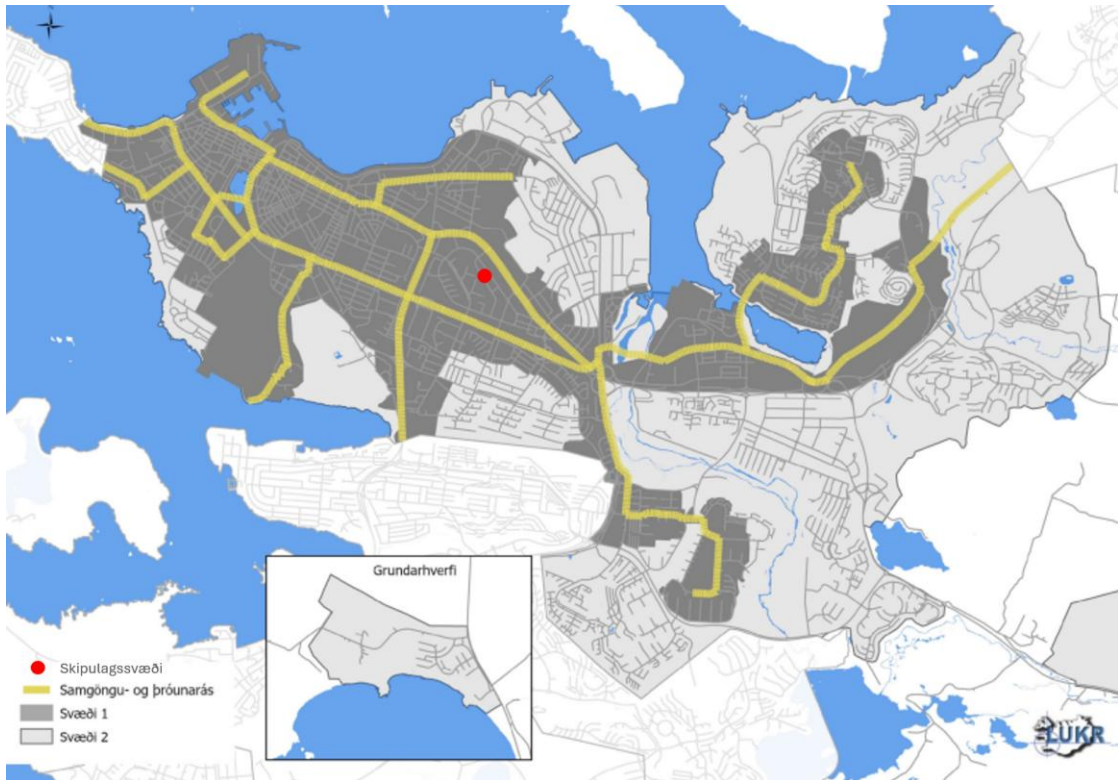 Grundarhverfi
Skipulagssvæði
Samgöngu- og þróunarás
Svæði 1
Svæði 2
LUKR